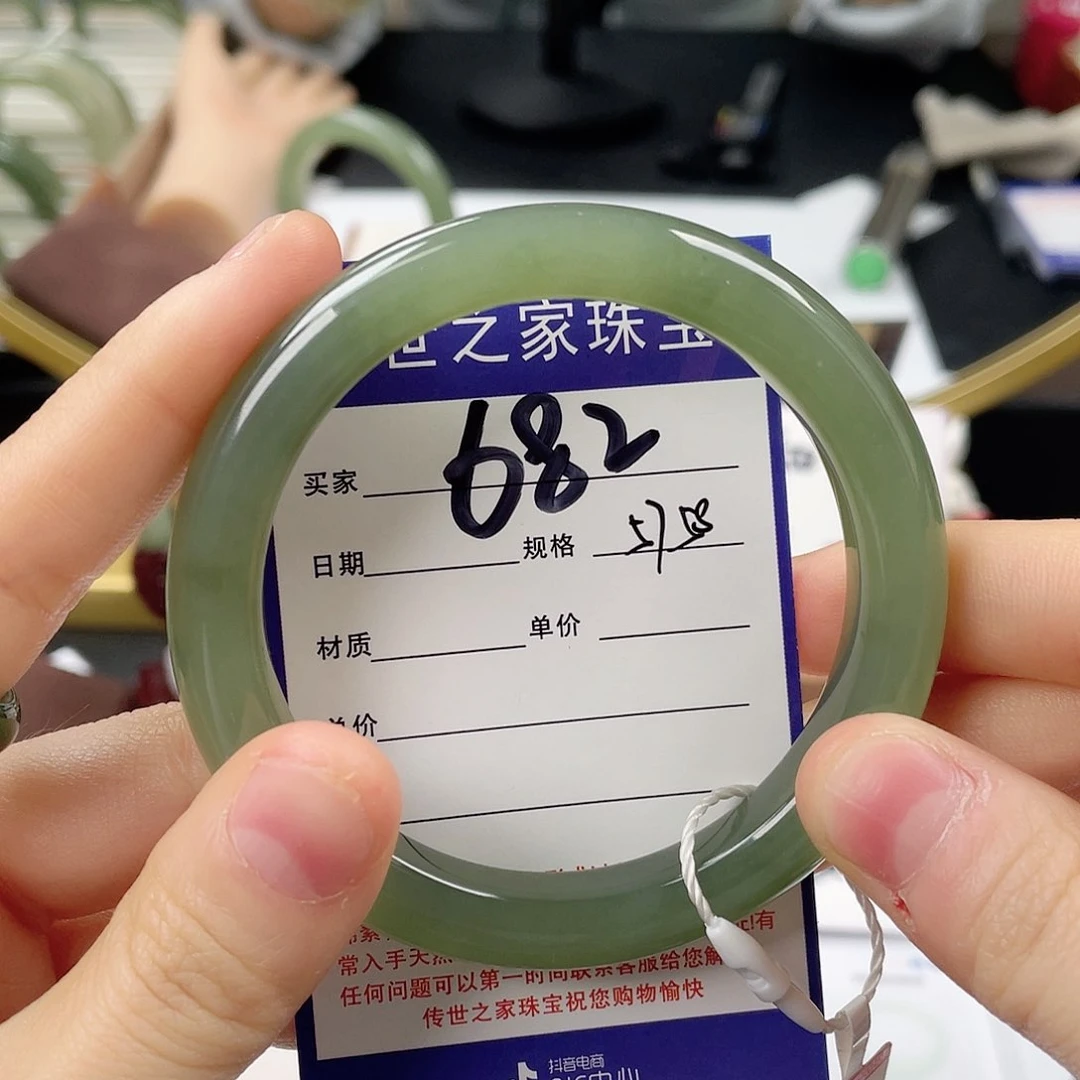 世之家珠宝
买家 682
日期 规格
材质 单价
单价
有
常入手天然
任何问题可以第一时间联系客服给您解
传世之家珠宝祝您购物愉快
抖音电商